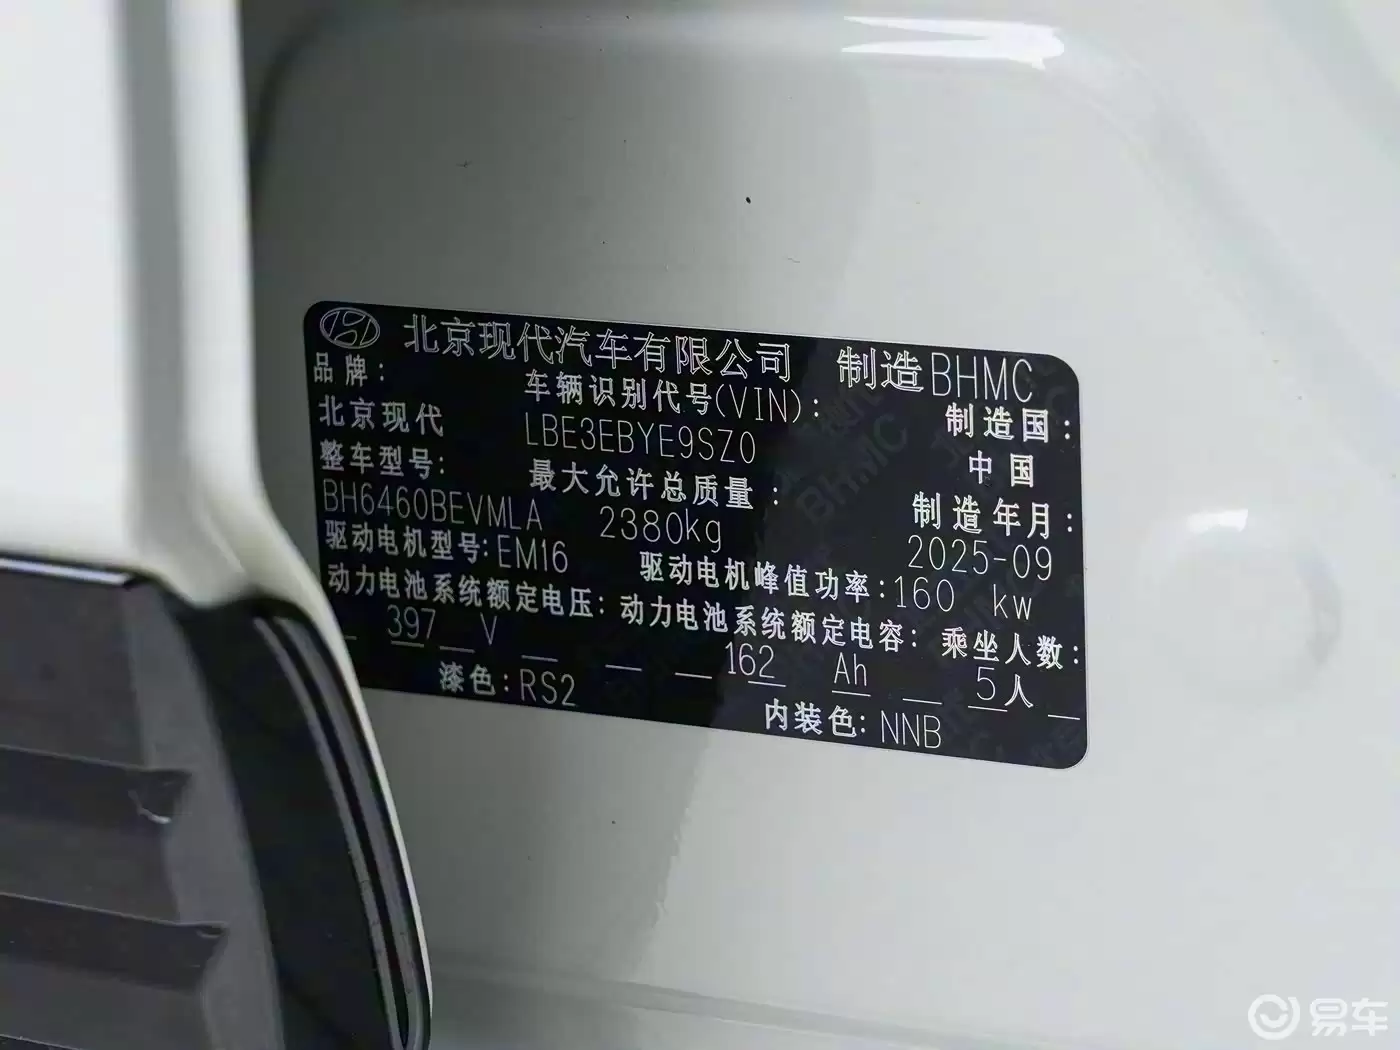 北京现代汽车有限公司 制造BHMC
品牌: 车辆识别代号(VIN): 制造国:
北京现代 LBE3EBYE9SZ0 中国
整车型号: 最大允许总质量: 制造年月:
BH6460BEVMLA 2380kg 2025-09
驱动电机型号:EM16 驱动电机峰值功率:160 kw
动力电池系统额定电压: 动力电池系统额定电容: 乘坐人数:
397 V 162 Ah 5人
漆色:RS2 内装色:NNB
BHMC
易车